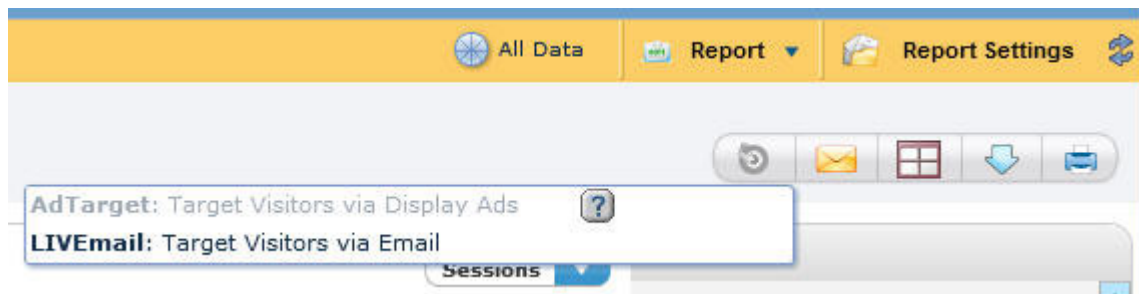 All Data Report Report Settings
AdTarget: Target Visitors via Display Ads ?
LIVEmail: Target Visitors via Email
Sessions